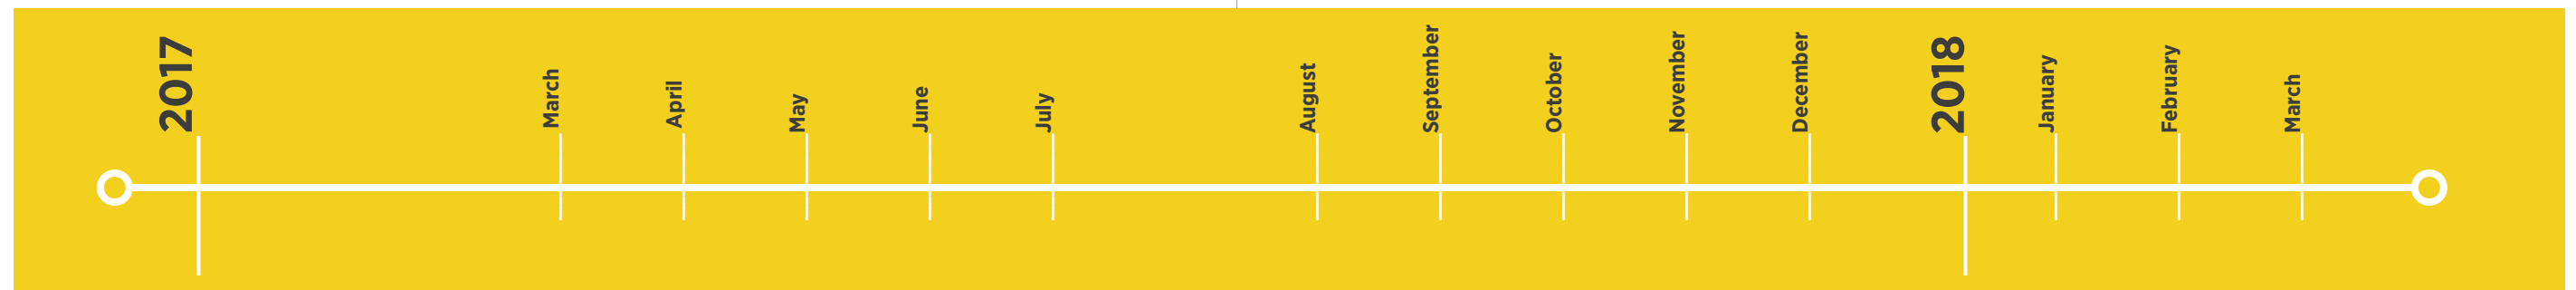 2017
March
April
May
June
July
August
September
October
November
December
2018
January
February
March